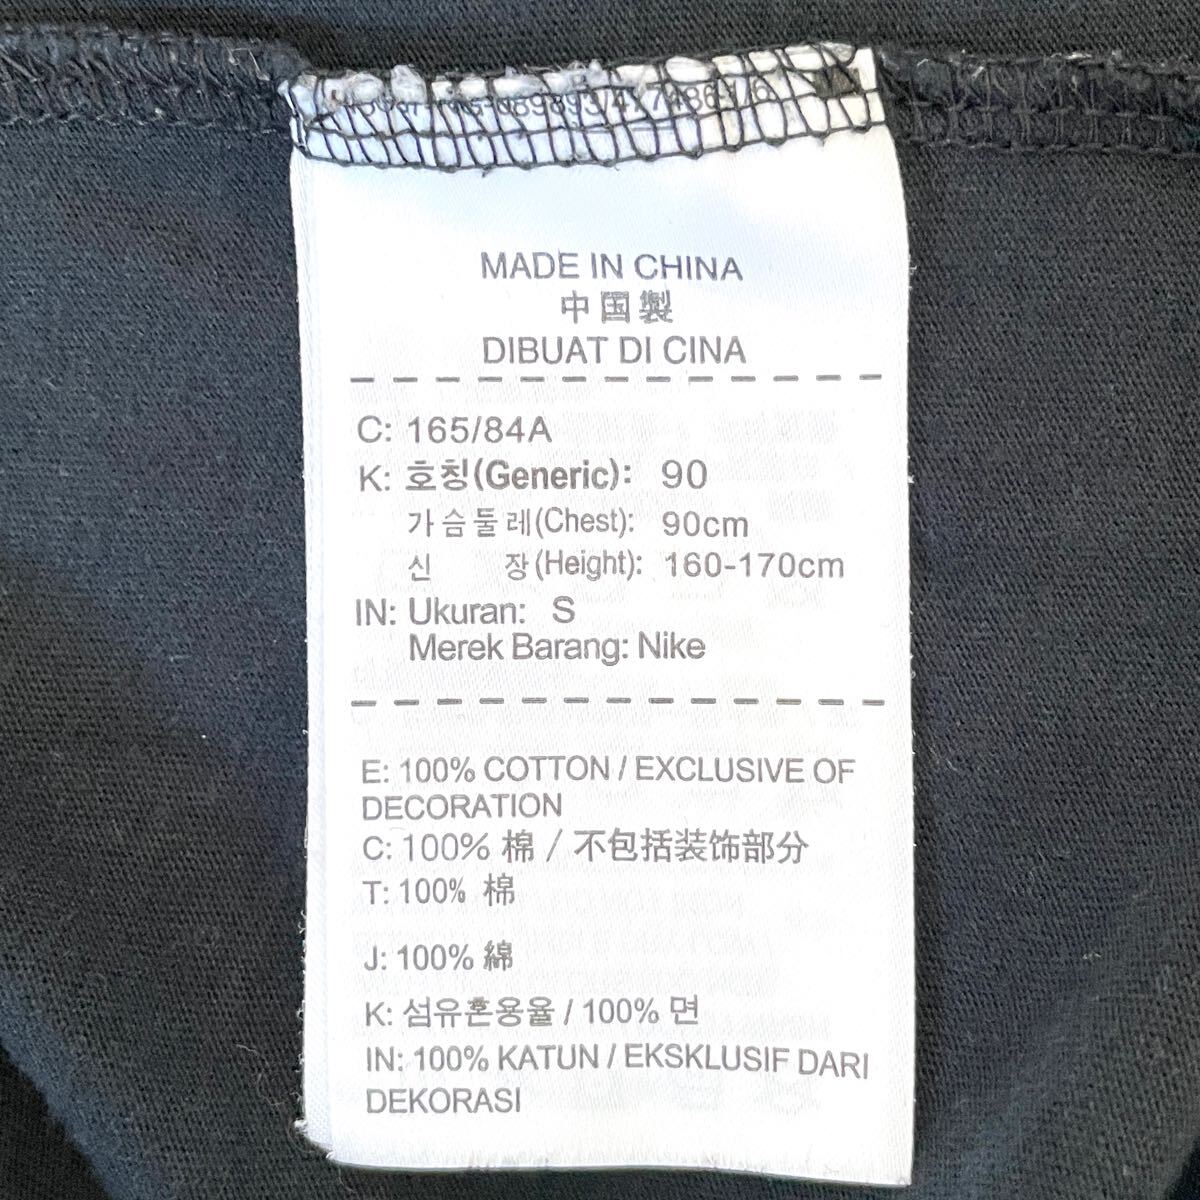 MADE IN CHINA
中国製
DIBUAT DI CINA
C: 165/84A
K: 호칭(Generic): 90
가슴둘레(Chest): 90cm
신 장(Height): 160-170cm
IN: Ukuran: S
Merek Barang: Nike
E: 100% COTTON / EXCLUSIVE OF
DECORATION
C: 100% 棉 / 不包括装饰部分
T: 100% 棉
J: 100% 綿
K: 섬유혼용율 / 100% 면
IN: 100% KATUN / EKSKLUSIF DARI
DEKORASI